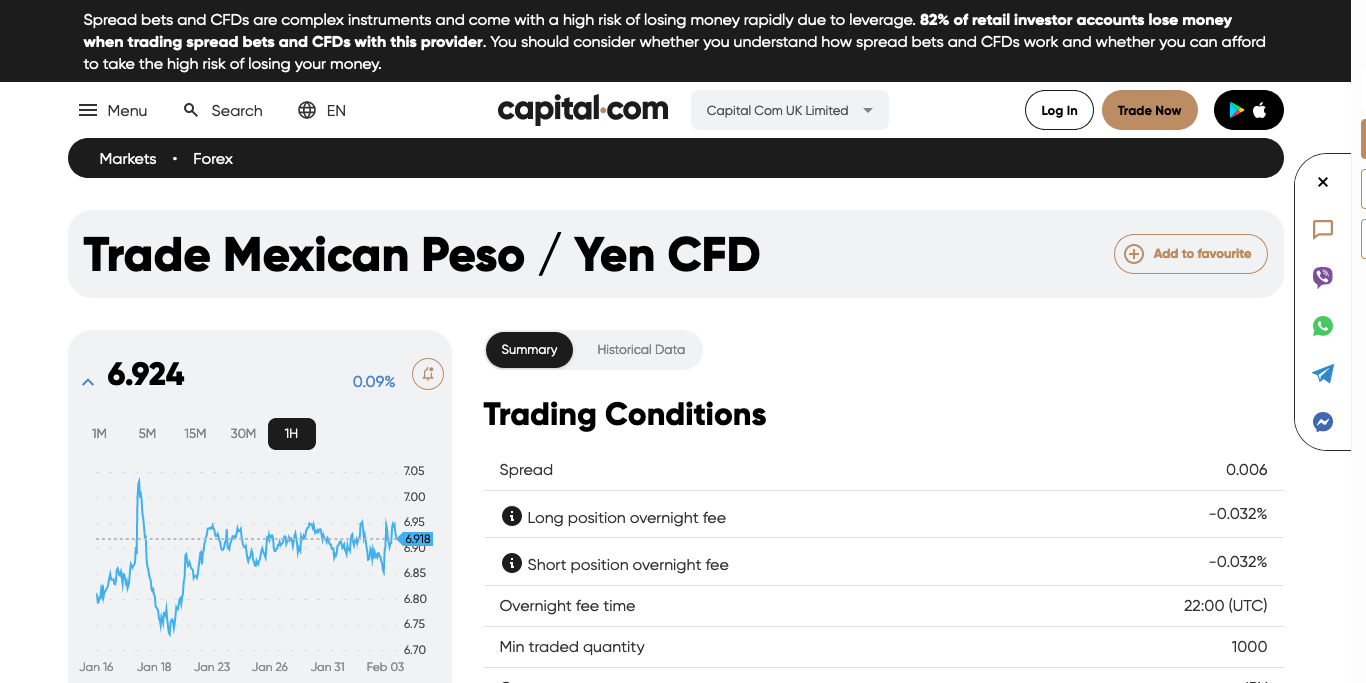 Spread bets and CFDs are complex instruments and come with a high risk of losing money rapidly due to leverage. 82% of retail investor accounts lose money
when trading spread bets and CFDs with this provider. You should consider whether you understand how spread bets and CFDs work and whether you can afford
to take the high risk of losing your money.
Menu
Search
EN
capital.com
Capital Com UK Limited
Log In
Trade Now
Markets • Forex
Trade Mexican Peso / Yen CFD
Add to favourite
6.924
0.09%
1M 5M 15M 30M 1H
7.05
7.00
6.95
6.918
6.90
6.85
6.80
6.75
6.70
Jan 16 Jan 18 Jan 23 Jan 26 Jan 31 Feb 03
Summary
Historical Data
Trading Conditions
Spread 0.006
Long position overnight fee -0.032%
Short position overnight fee -0.032%
Overnight fee time 22:00 (UTC)
Min traded quantity 1000